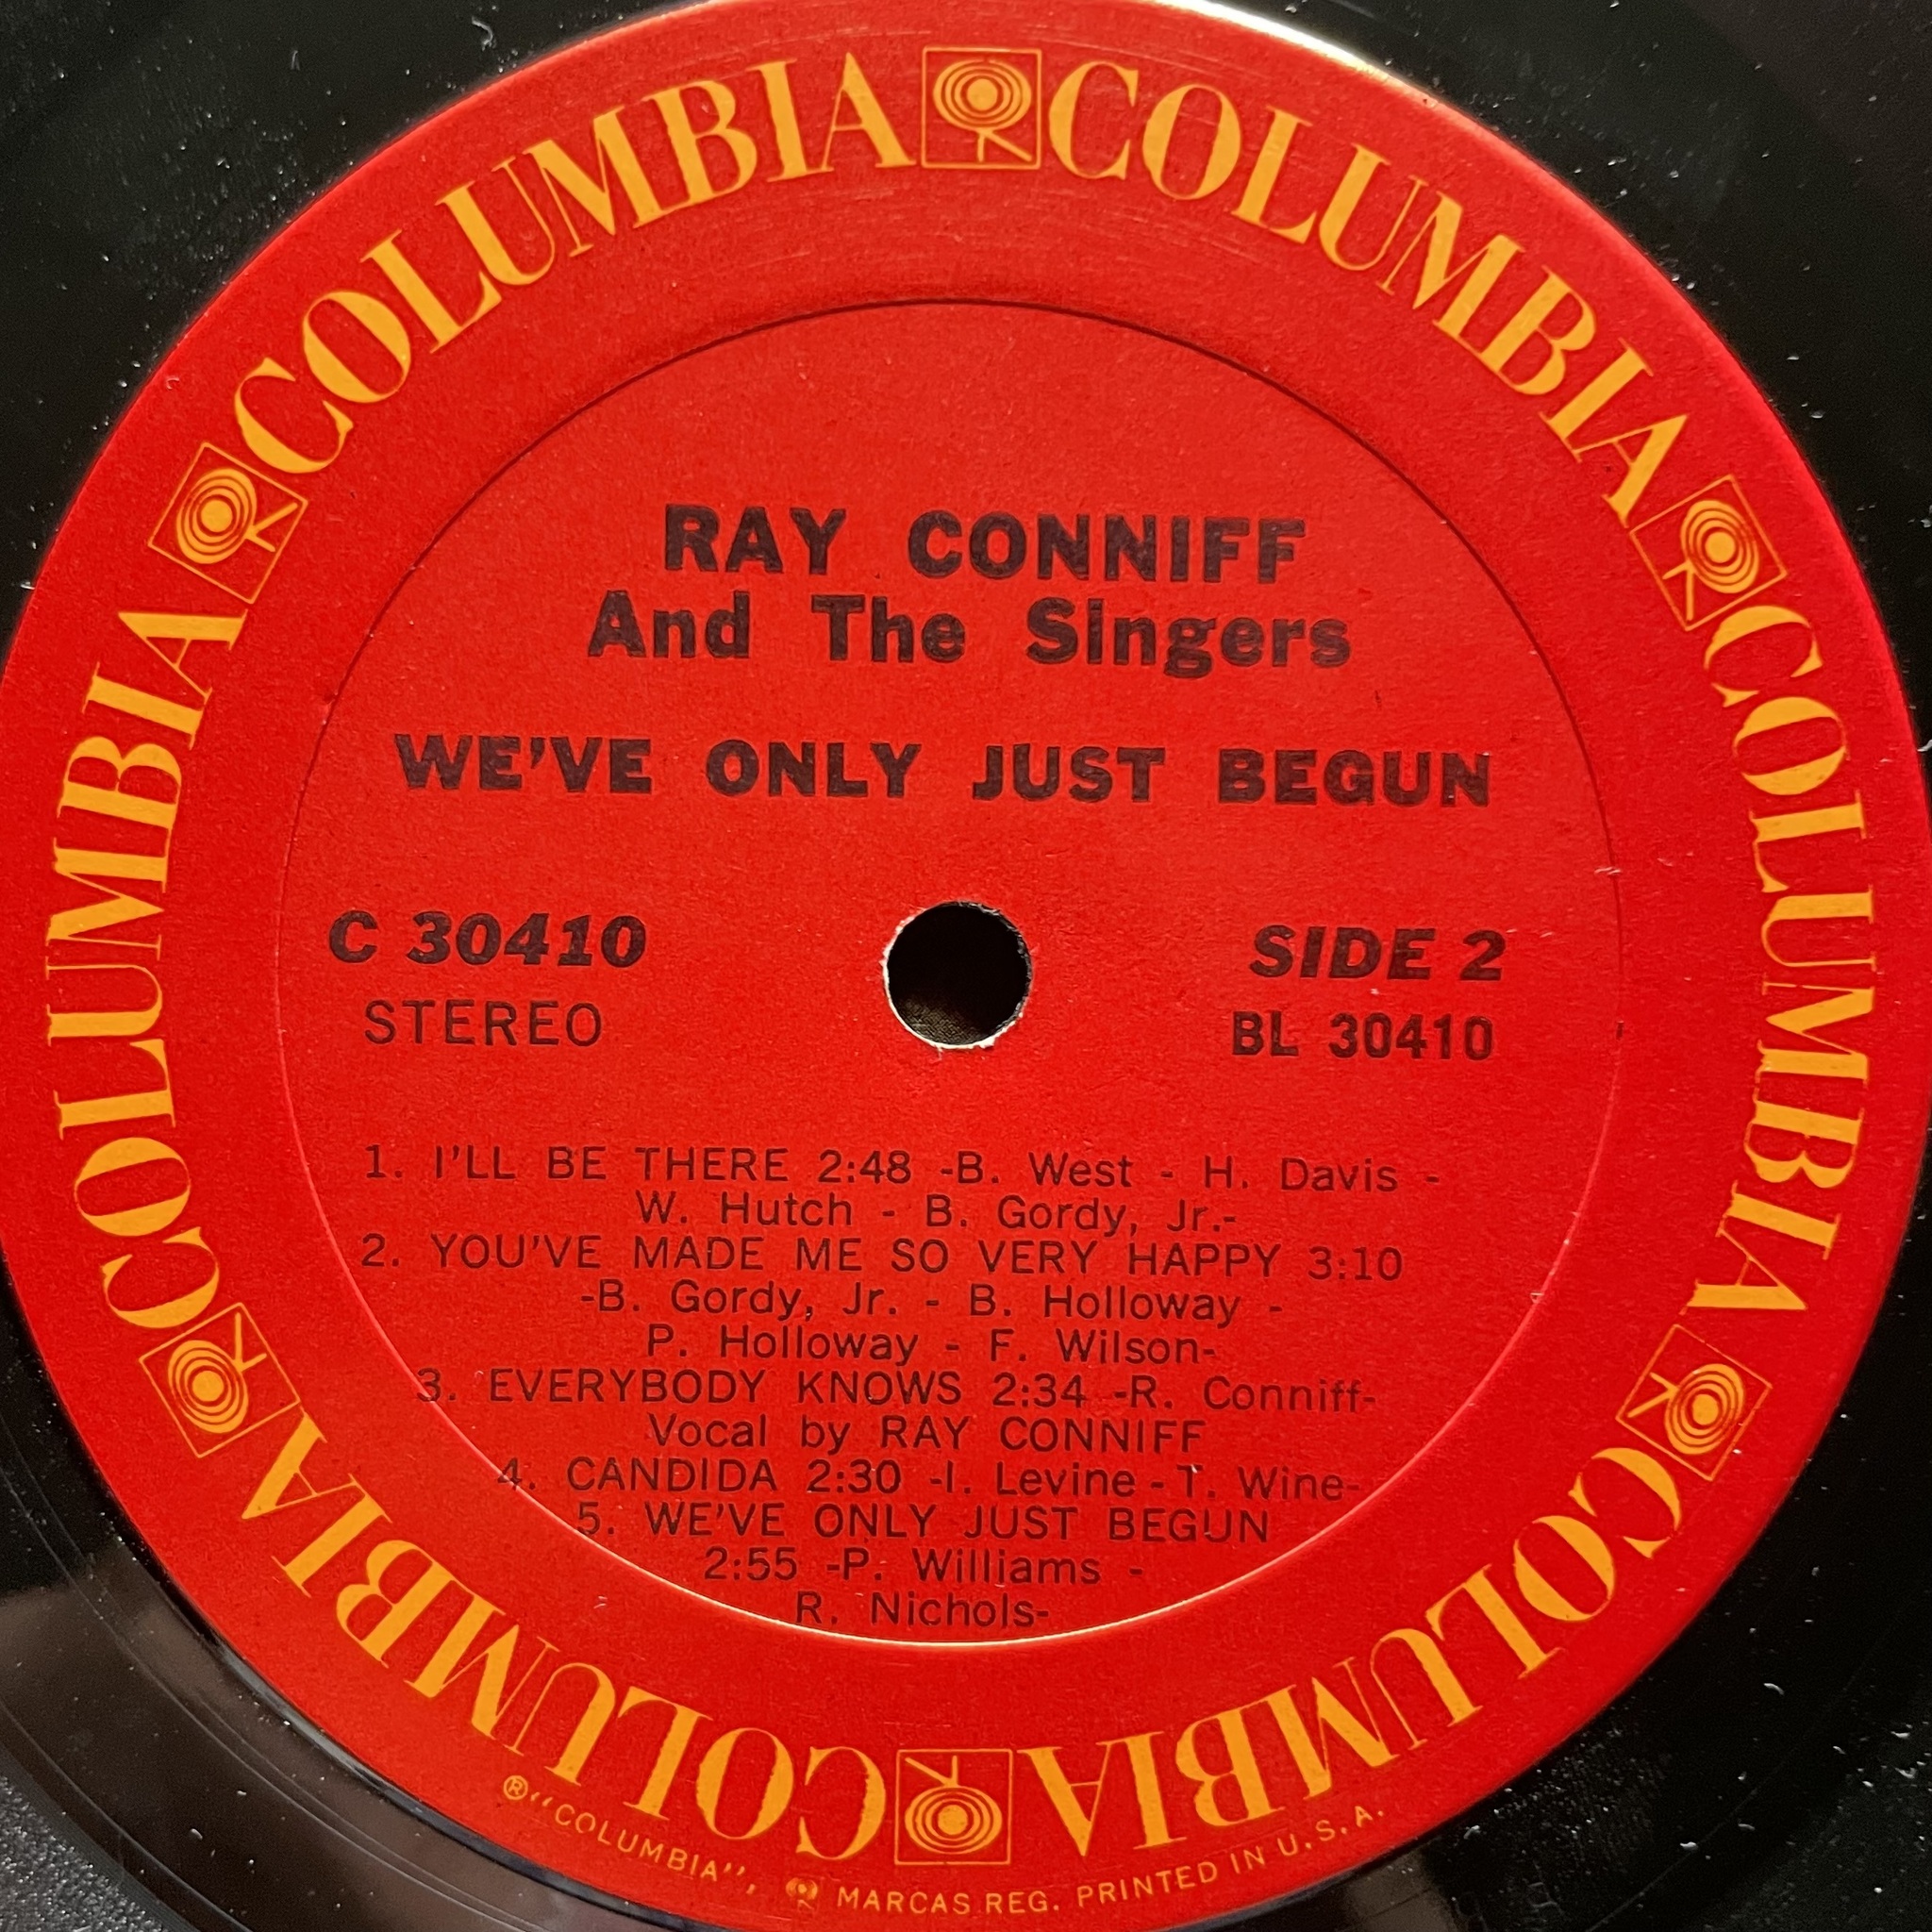 COLUMBIA COLUMBIA COLUMBIA COLUMBIA COLUMBIA COLUMBIA
RAY CONNIFF
And The Singers
WE'VE ONLY JUST BEGUN
C 30410
STEREO
SIDE 2
BL 30410
1. I'LL BE THERE 2:48 -B. West - H. Davis -
W. Hutch - B. Gordy, Jr.-
2. YOU'VE MADE ME SO VERY HAPPY 3:10
-B. Gordy, Jr. - B. Holloway -
P. Holloway - F. Wilson-
3. EVERYBODY KNOWS 2:34 -R. Conniff-
Vocal by RAY CONNIFF
4. CANDIDA 2:30 -I. Levine - T. Wine-
5. WE'VE ONLY JUST BEGUN
2:55 -P. Williams -
R. Nichols-
®"COLUMBIA", MARCAS REG. PRINTED IN U.S.A.